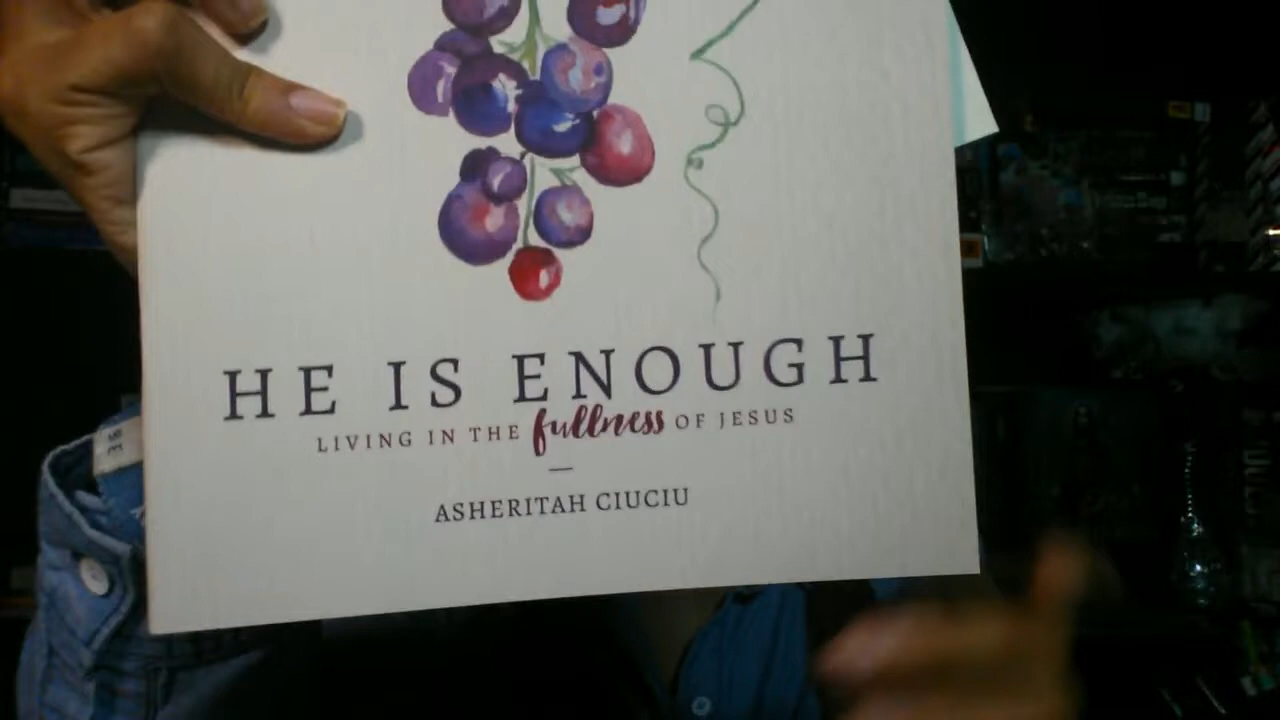 HE IS ENOUGH
LIVING IN THE fullness OF JESUS
ASHERITAH CIUCIU